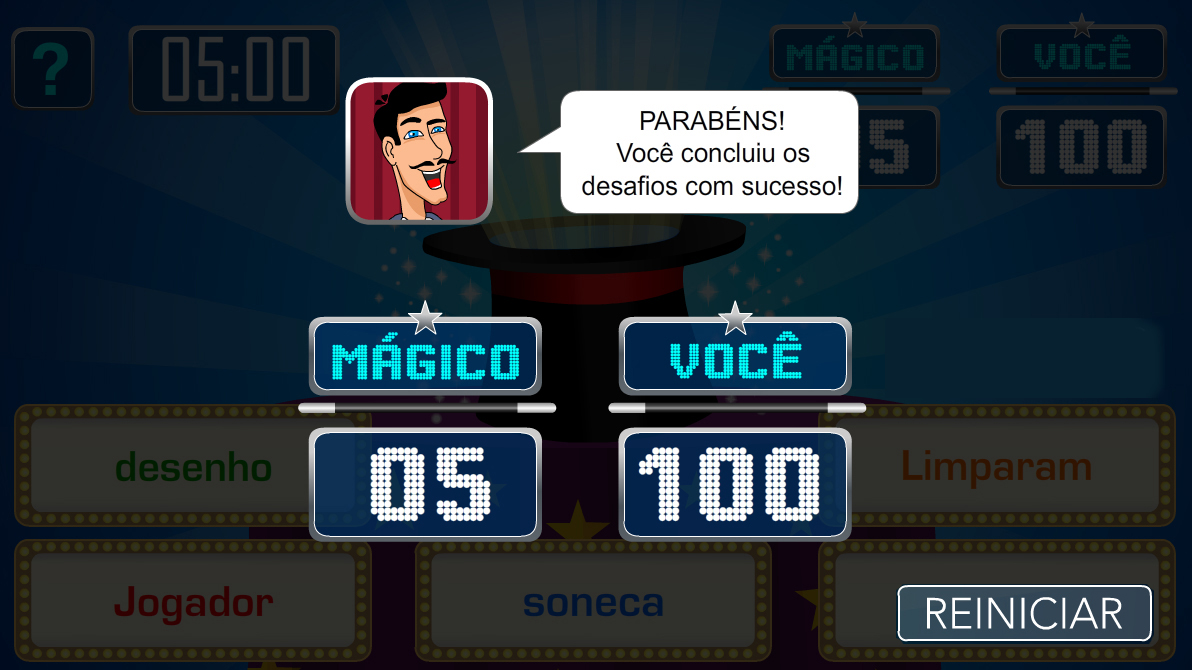 ?
05:00
MÁGICO
VOCÊ
5
100
PARABÉNS!
Você concluiu os
desafios com sucesso!
MÁGICO
VOCÊ
05
100
desenho
Limparam
Jogador
soneca
REINICIAR